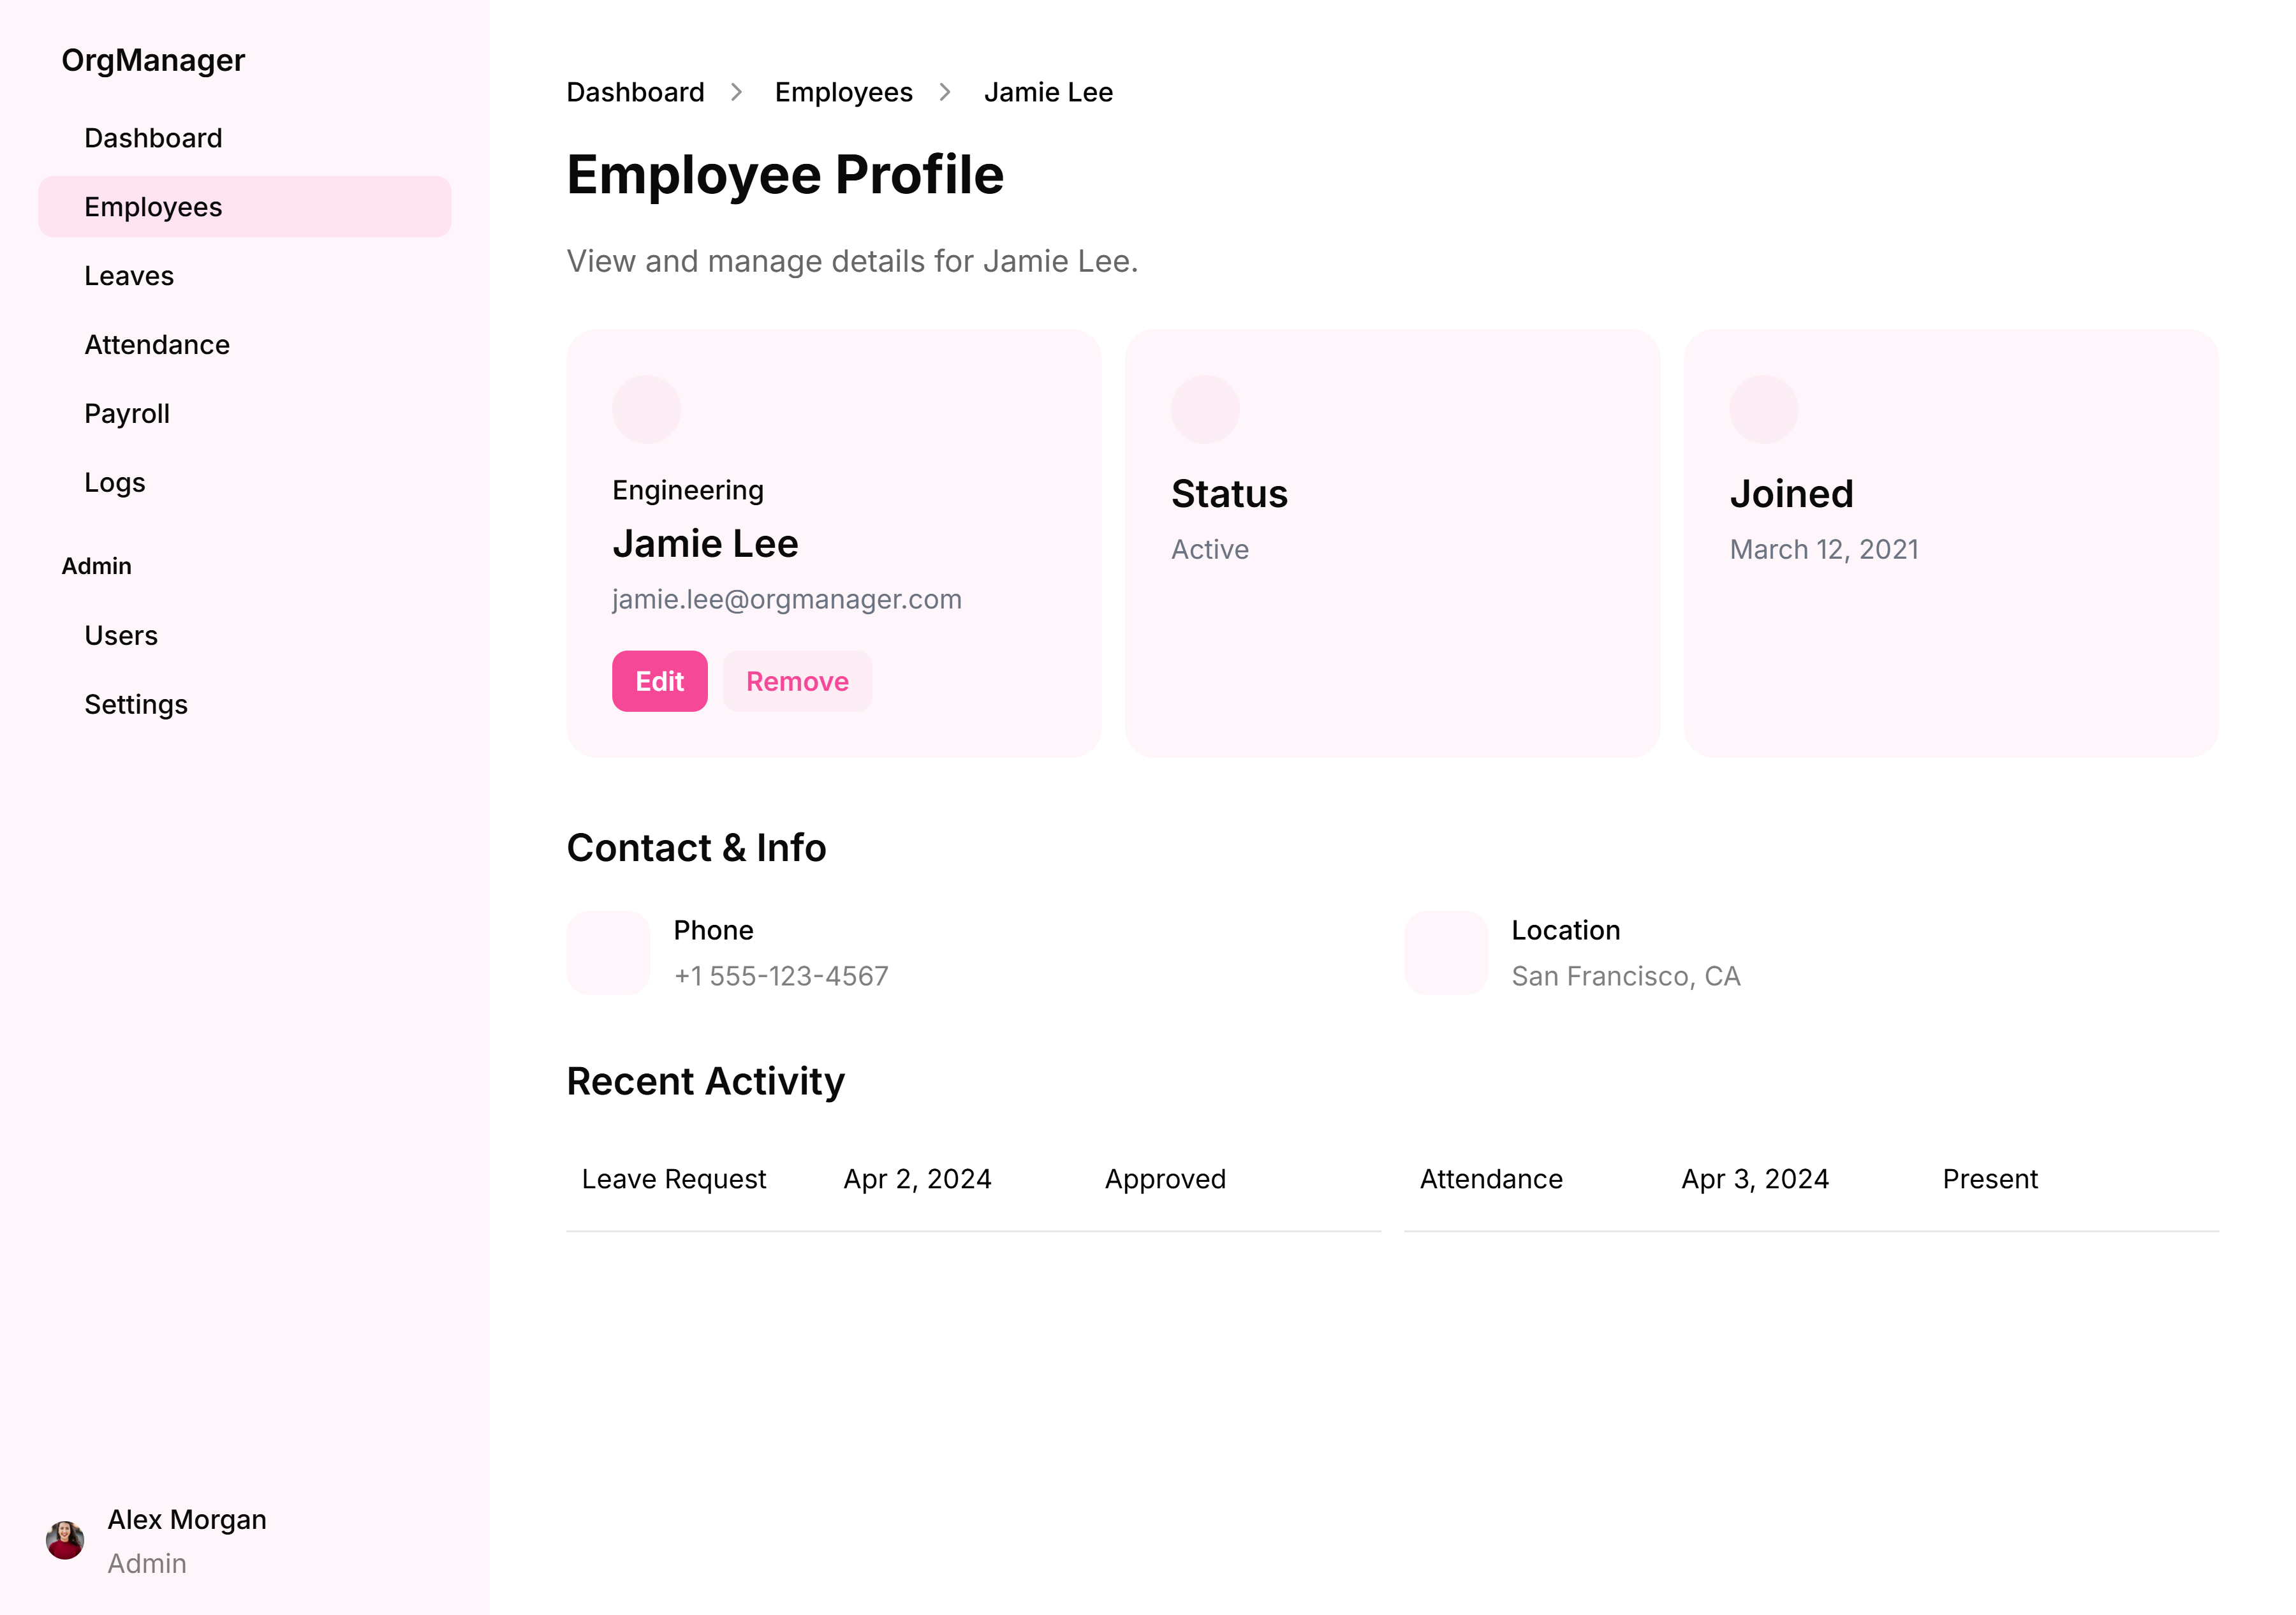 OrgManager
Dashboard
Employees
Leaves
Attendance
Payroll
Logs
Admin
Users
Settings
Alex Morgan
Admin
Dashboard
Employees
Jamie Lee
Employee Profile
View and manage details for Jamie Lee.
Engineering
Jamie Lee
jamie.lee@orgmanager.com
Edit
Remove
Status
Active
Joined
March 12, 2021
Contact & Info
Phone
+1 555-123-4567
Location
San Francisco, CA
Recent Activity
Leave Request
Apr 2, 2024
Approved
Attendance
Apr 3, 2024
Present